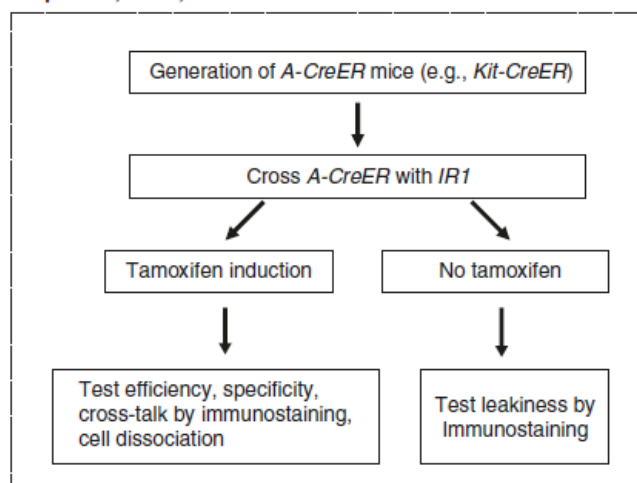 Generation of A-CreER mice (e.g., Kit-CreER)
Cross A-CreER with IR1
Tamoxifen induction
No tamoxifen
Test efficiency, specificity,
cross-talk by immunostaining,
cell dissociation
Test leakiness by
Immunostaining